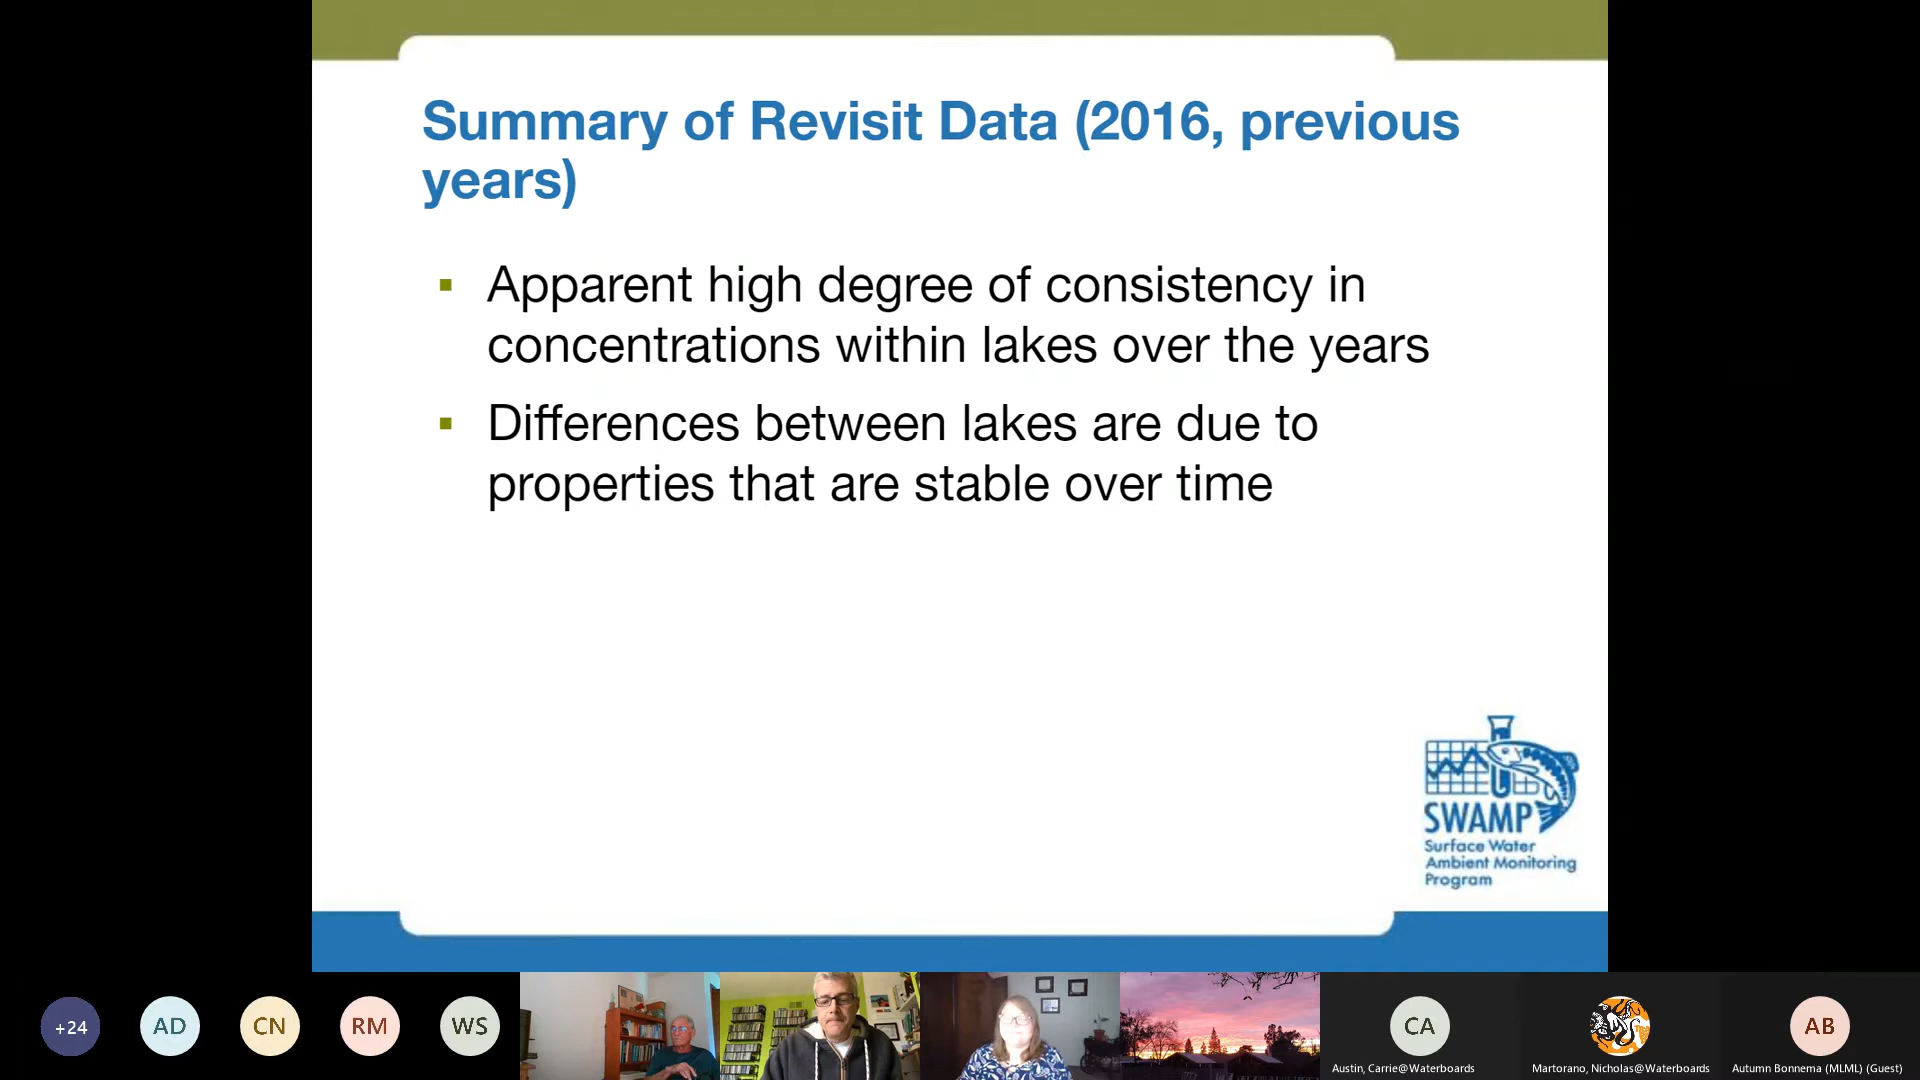 Summary of Revisit Data (2016, previous
years)
▪ Apparent high degree of consistency in
concentrations within lakes over the years
▪ Differences between lakes are due to
properties that are stable over time
SWAMP
Surface Water
Ambient Monitoring
Program
+24
AD
CN
RM
WS
CA
AB
Austin, Carrie@Waterboards
Martorano, Nicholas@Waterboards
Autumn Bonnema (MLML) (Guest)